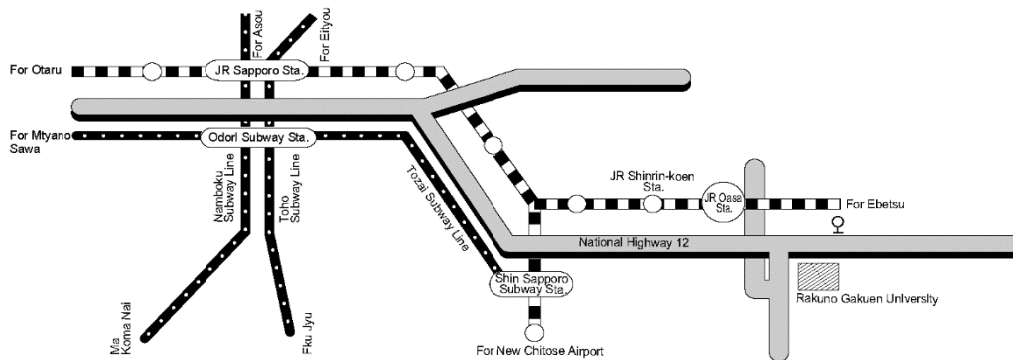 For Asou
For Eityou
For Otaru
JR Sapporo Sta.
For Mtyano
Sawa
Odori Subway Sta.
Namboku
Subway Line
Toho
Subway Line
Tozai Subway Line
JR Shinrin-koen
Sta.
JR Oasa
Sta.
For Ebetsu
National Highway 12
Shin Sapporo
Subway Sta.
Rakuno Gakuen University
Ma
Koma Nai
Fku Jyu
For New Chitose Airport